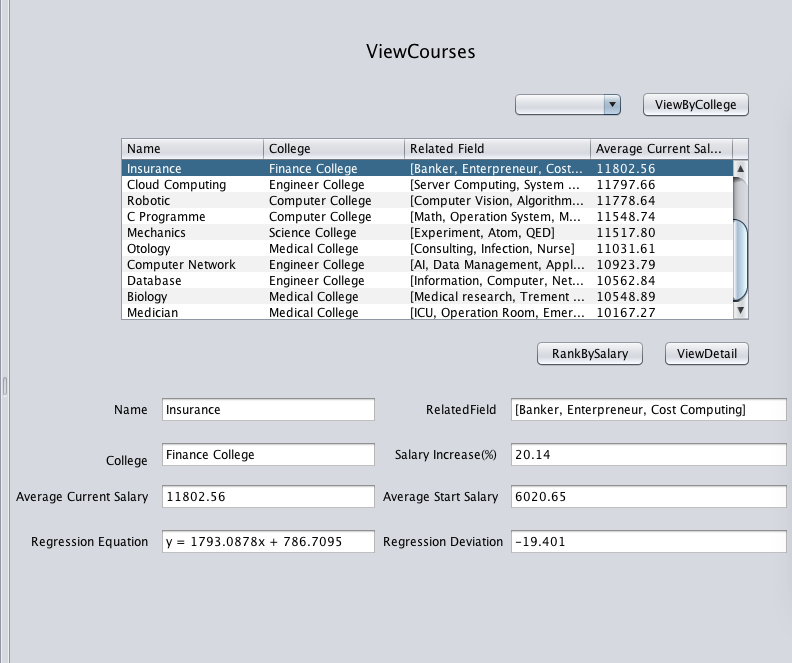 ViewCourses
ViewByCollege
Name College Related Field Average Current Sal...
Insurance Finance College [Banker, Enterpreneur, Cost... 11802.56
Cloud Computing Engineer College [Server Computing, System ... 11797.66
Robotic Computer College [Computer Vision, Algorithm... 11778.64
C Programme Computer College [Math, Operation System, M... 11548.74
Mechanics Science College [Experiment, Atom, QED] 11517.80
Otology Medical College [Consulting, Infection, Nurse] 11031.61
Computer Network Engineer College [AI, Data Management, Appl... 10923.79
Database Engineer College [Information, Computer, Net... 10562.84
Biology Medical College [Medical research, Trement ... 10548.89
Medician Medical College [ICU, Operation Room, Emer... 10167.27
RankBySalary ViewDetail
Name Insurance RelatedField [Banker, Enterpreneur, Cost Computing]
College Finance College Salary Increase(%) 20.14
Average Current Salary 11802.56 Average Start Salary 6020.65
Regression Equation y = 1793.0878x + 786.7095 Regression Deviation -19.401